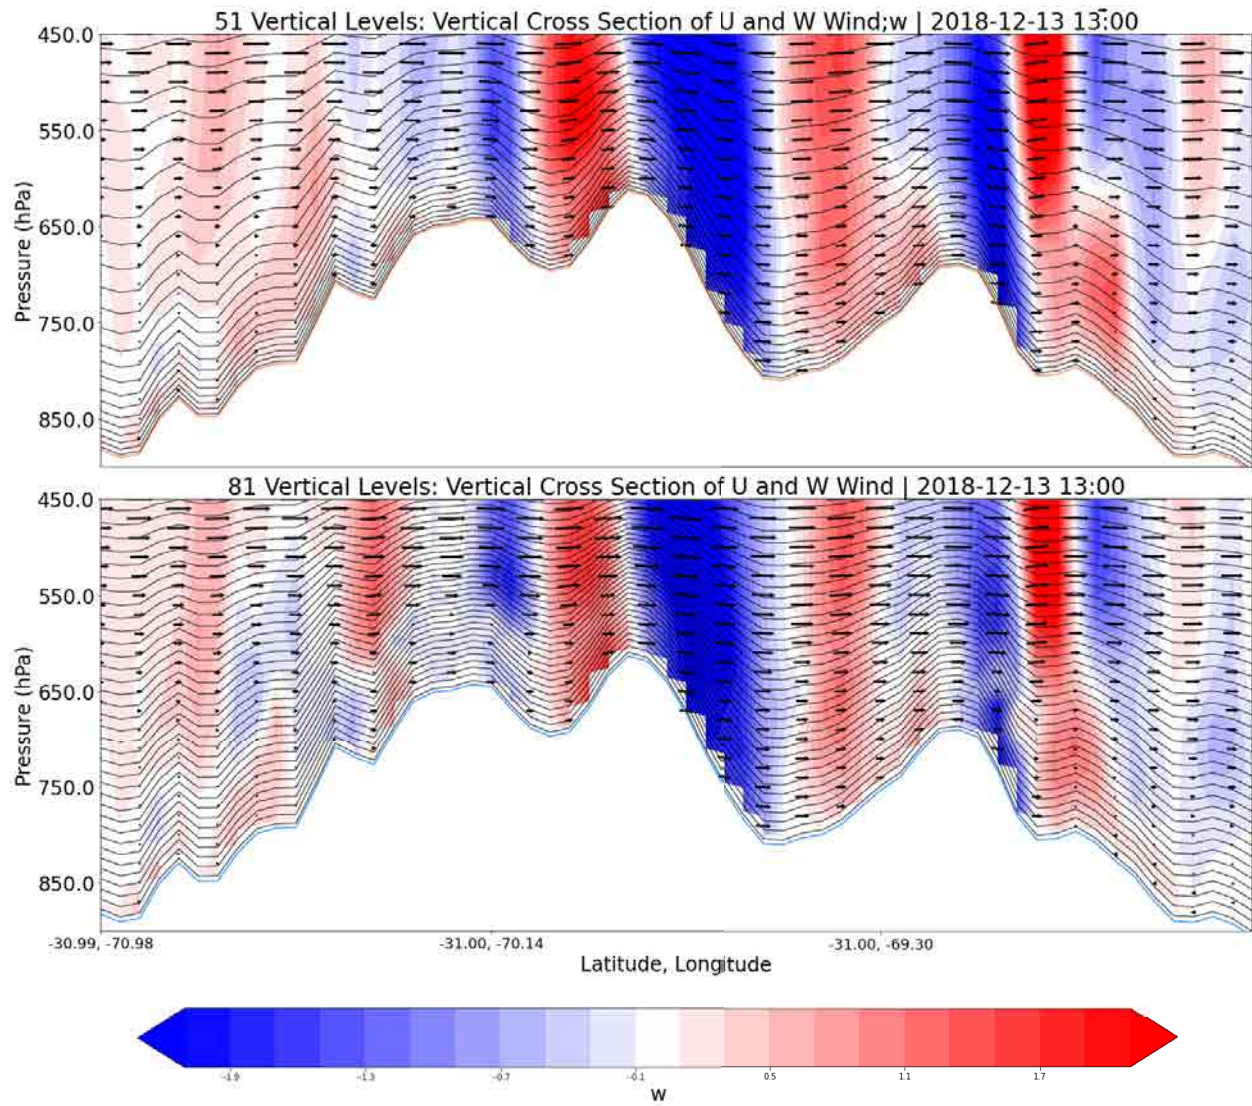 51 Vertical Levels: Vertical Cross Section of U and W Wind;w | 2018-12-13 13:00
450.0
550.0
650.0
750.0
850.0
Pressure (hPa)
81 Vertical Levels: Vertical Cross Section of U and W Wind | 2018-12-13 13:00
450.0
550.0
650.0
750.0
850.0
Pressure (hPa)
-30.99, -70.98 -31.00, -70.14 -31.00, -69.30
Latitude, Longitude
-1.9 -1.3 -0.7 -0.1 0.5 1.1 1.7
w